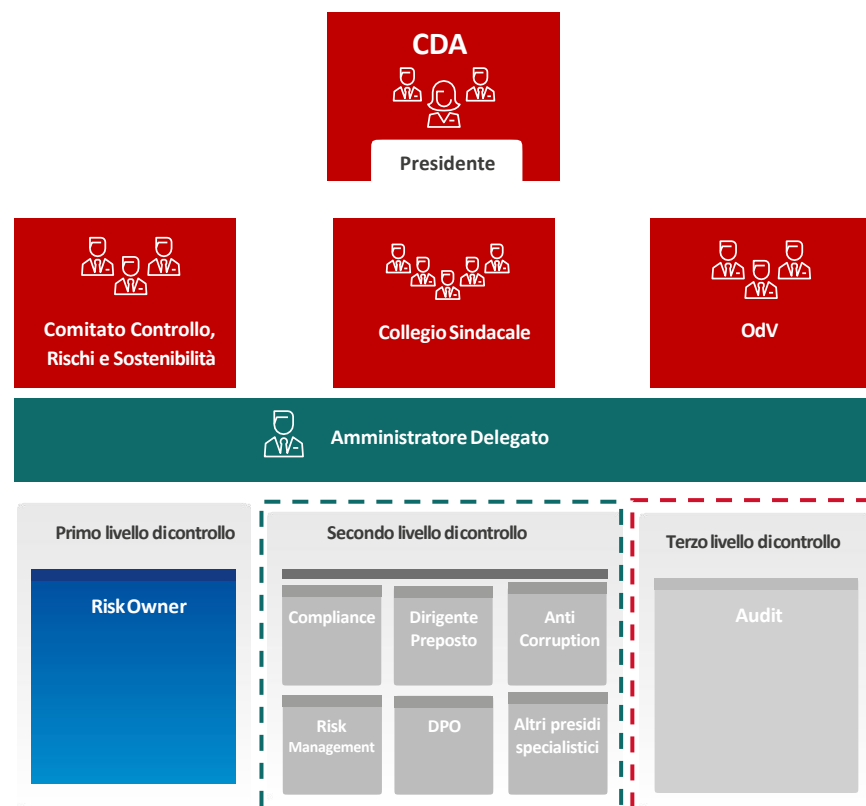 CDA
Presidente
Comitato Controllo,
Rischi e Sostenibilità
Collegio Sindacale
OdV
Amministratore Delegato
Primo livello di controllo
Risk Owner
Secondo livello di controllo
Compliance
Dirigente
Preposto
Anti
Corruption
Risk
Management
DPO
Altri presidi
specialistici
Terzo livello di controllo
Audit